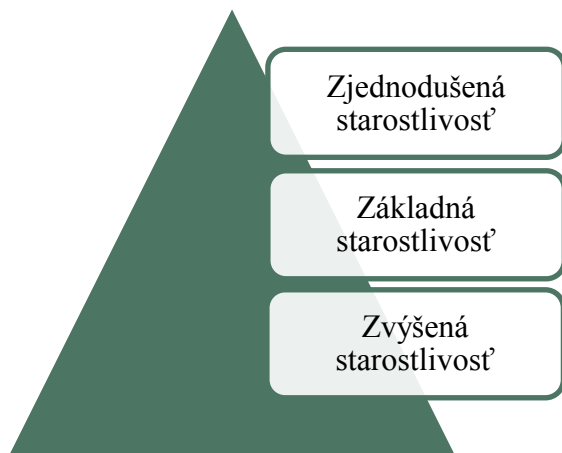 Zjednodušená
starostlivosť
Základná
starostlivosť
Zvýšená
starostlivosť